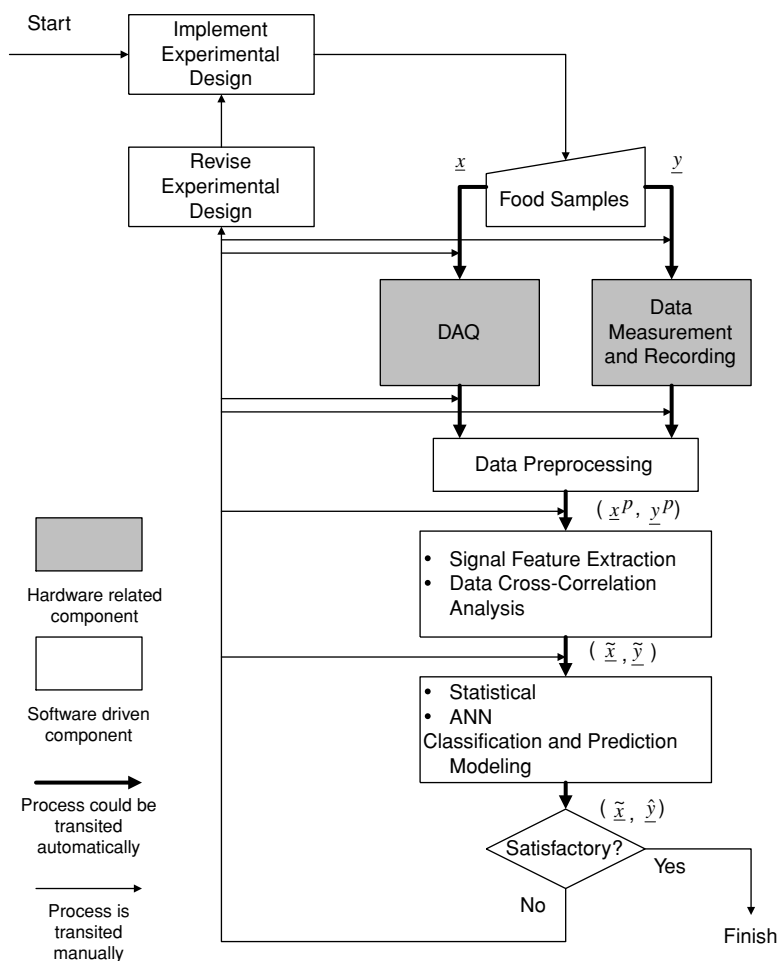 Start
Implement
Experimental
Design
Revise
Experimental
Design
x
y
Food Samples
DAQ
Data
Measurement
and Recording
Data Preprocessing
( x^p, y^p)
• Signal Feature Extraction
• Data Cross-Correlation
Analysis
( x̃ , ỹ )
• Statistical
• ANN
Classification and Prediction
Modeling
( x̃, ŷ )
Satisfactory?
Yes
No
Finish
Hardware related
component
Software driven
component
Process could be
transited
automatically
Process is
transited
manually